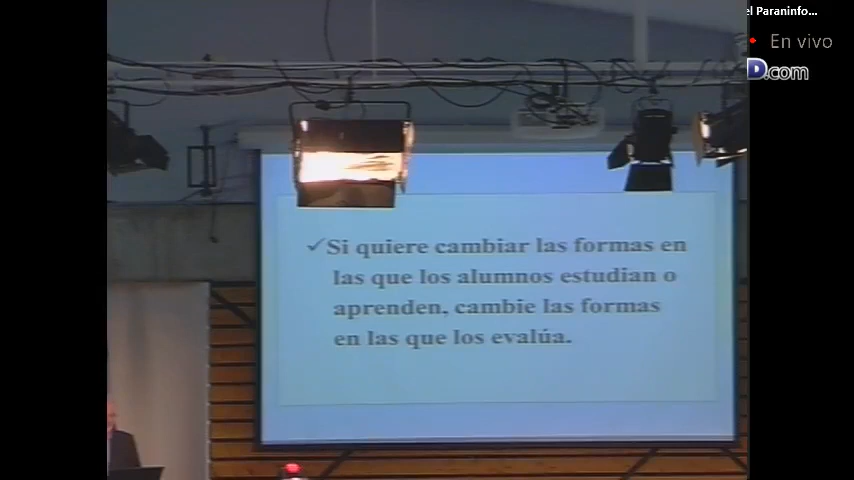 el Paraninfo...
En vivo
D.com
✓Si quiere cambiar las formas en
las que los alumnos estudian o
aprenden, cambie las formas
en las que los evalúa.